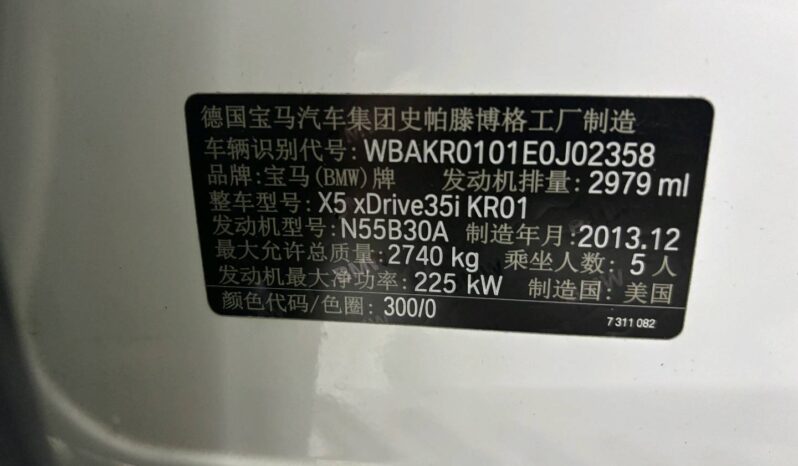 德国宝马汽车集团史帕滕博格工厂制造
车辆识别代号: WBAKR0101E0J02358
品牌: 宝马(BMW)牌 发动机排量: 2979 ml
整车型号: X5 xDrive35i KR01
发动机型号: N55B30A 制造年月: 2013.12
最大允许总质量: 2740 kg 乘坐人数: 5 人
发动机最大净功率: 225 kW 制造国: 美国
颜色代码/色圈: 300/0
7 311 082